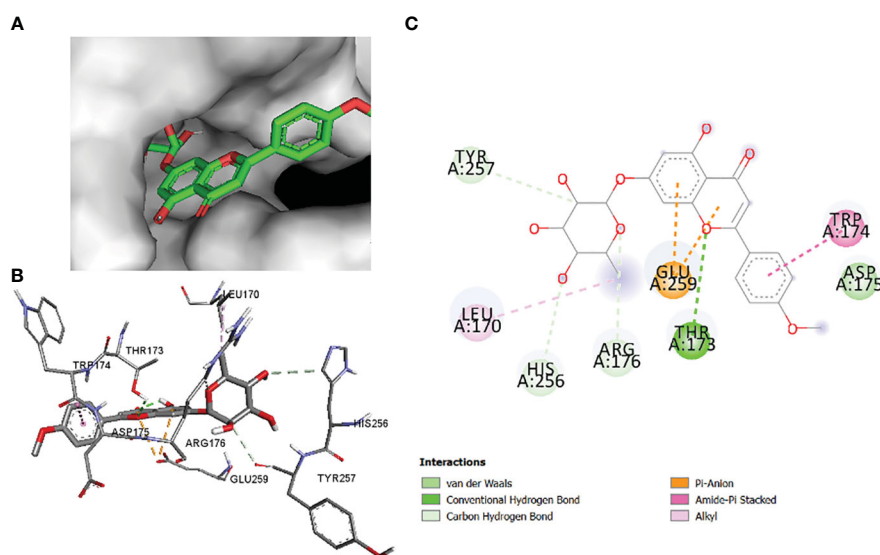 A
B
LEU170
TRP174
THR173
ASP175
ARG176
HIS256
GLU259
TYR257
C
TYR
A:257
OH
O
O
O
O
O
O
O
O
O
TRP
A:174
GLU
A:259
ASP
A:175
LEU
A:170
THR
A:173
HIS
A:256
ARG
A:176
O
Interactions
van der Waals
Conventional Hydrogen Bond
Carbon Hydrogen Bond
Pi-Anion
Amide-Pi Stacked
Alkyl